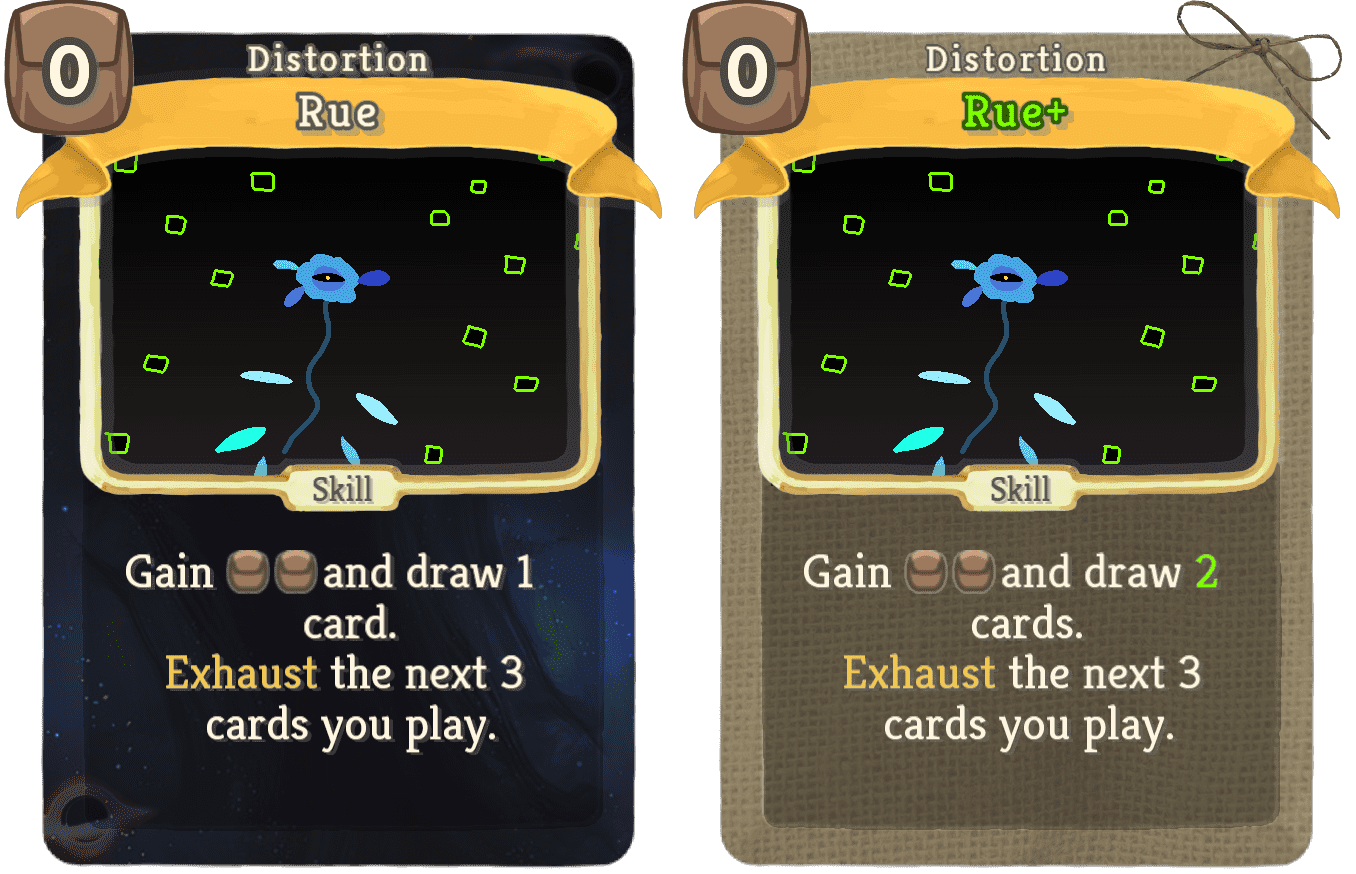 0
Distortion
Rue
Skill
Gain and draw 1
card.
Exhaust the next 3
cards you play.
0
Distortion
Rue+
Skill
Gain and draw 2
cards.
Exhaust the next 3
cards you play.